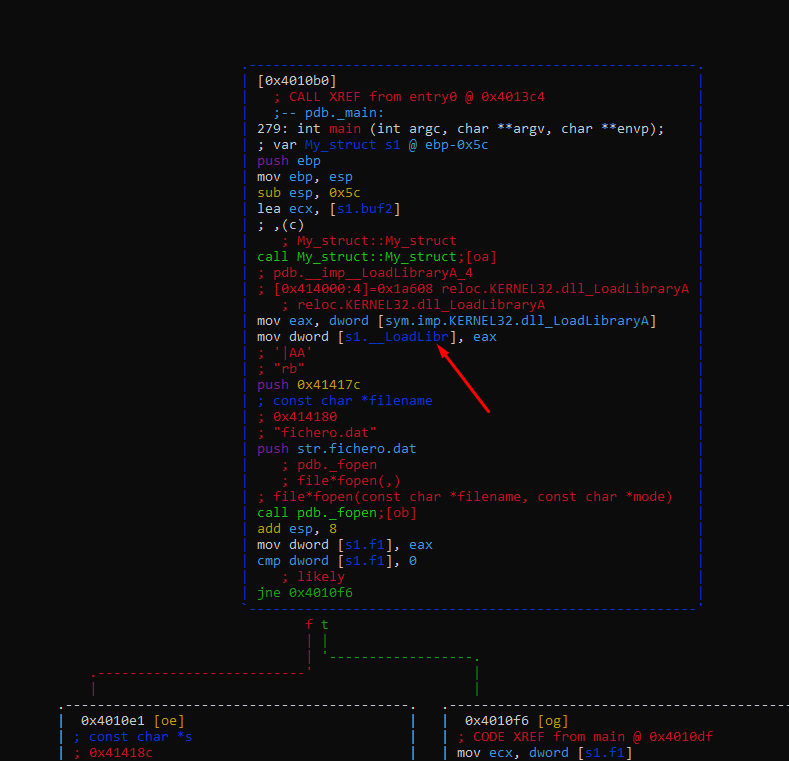 [0x4010b0]
; CALL XREF from entry0 @ 0x4013c4
;-- pdb._main:
279: int main (int argc, char **argv, char **envp);
; var My_struct s1 @ ebp-0x5c
push ebp
mov ebp, esp
sub esp, 0x5c
lea ecx, [s1.buf2]
; ,(c)
; My_struct::My_struct
call My_struct::My_struct;[oa]
; pdb.__imp__LoadLibraryA_4
; [0x414000:4]=0x1a608 reloc.KERNEL32.dll_LoadLibraryA
; reloc.KERNEL32.dll_LoadLibraryA
mov eax, dword [sym.imp.KERNEL32.dll_LoadLibraryA]
mov dword [s1.__LoadLibr], eax
; '|AA'
; "rb"
push 0x41417c
; const char *filename
; 0x414180
; "fichero.dat"
push str.fichero.dat
; pdb._fopen
; file*fopen(,)
; file*fopen(const char *filename, const char *mode)
call pdb._fopen;[ob]
add esp, 8
mov dword [s1.f1], eax
cmp dword [s1.f1], 0
; likely
jne 0x4010f6
f t
0x4010e1 [oe]
; const char *s
; 0x41418c
0x4010f6 [og]
; CODE XREF from main @ 0x4010df
mov ecx, dword [s1.f1]